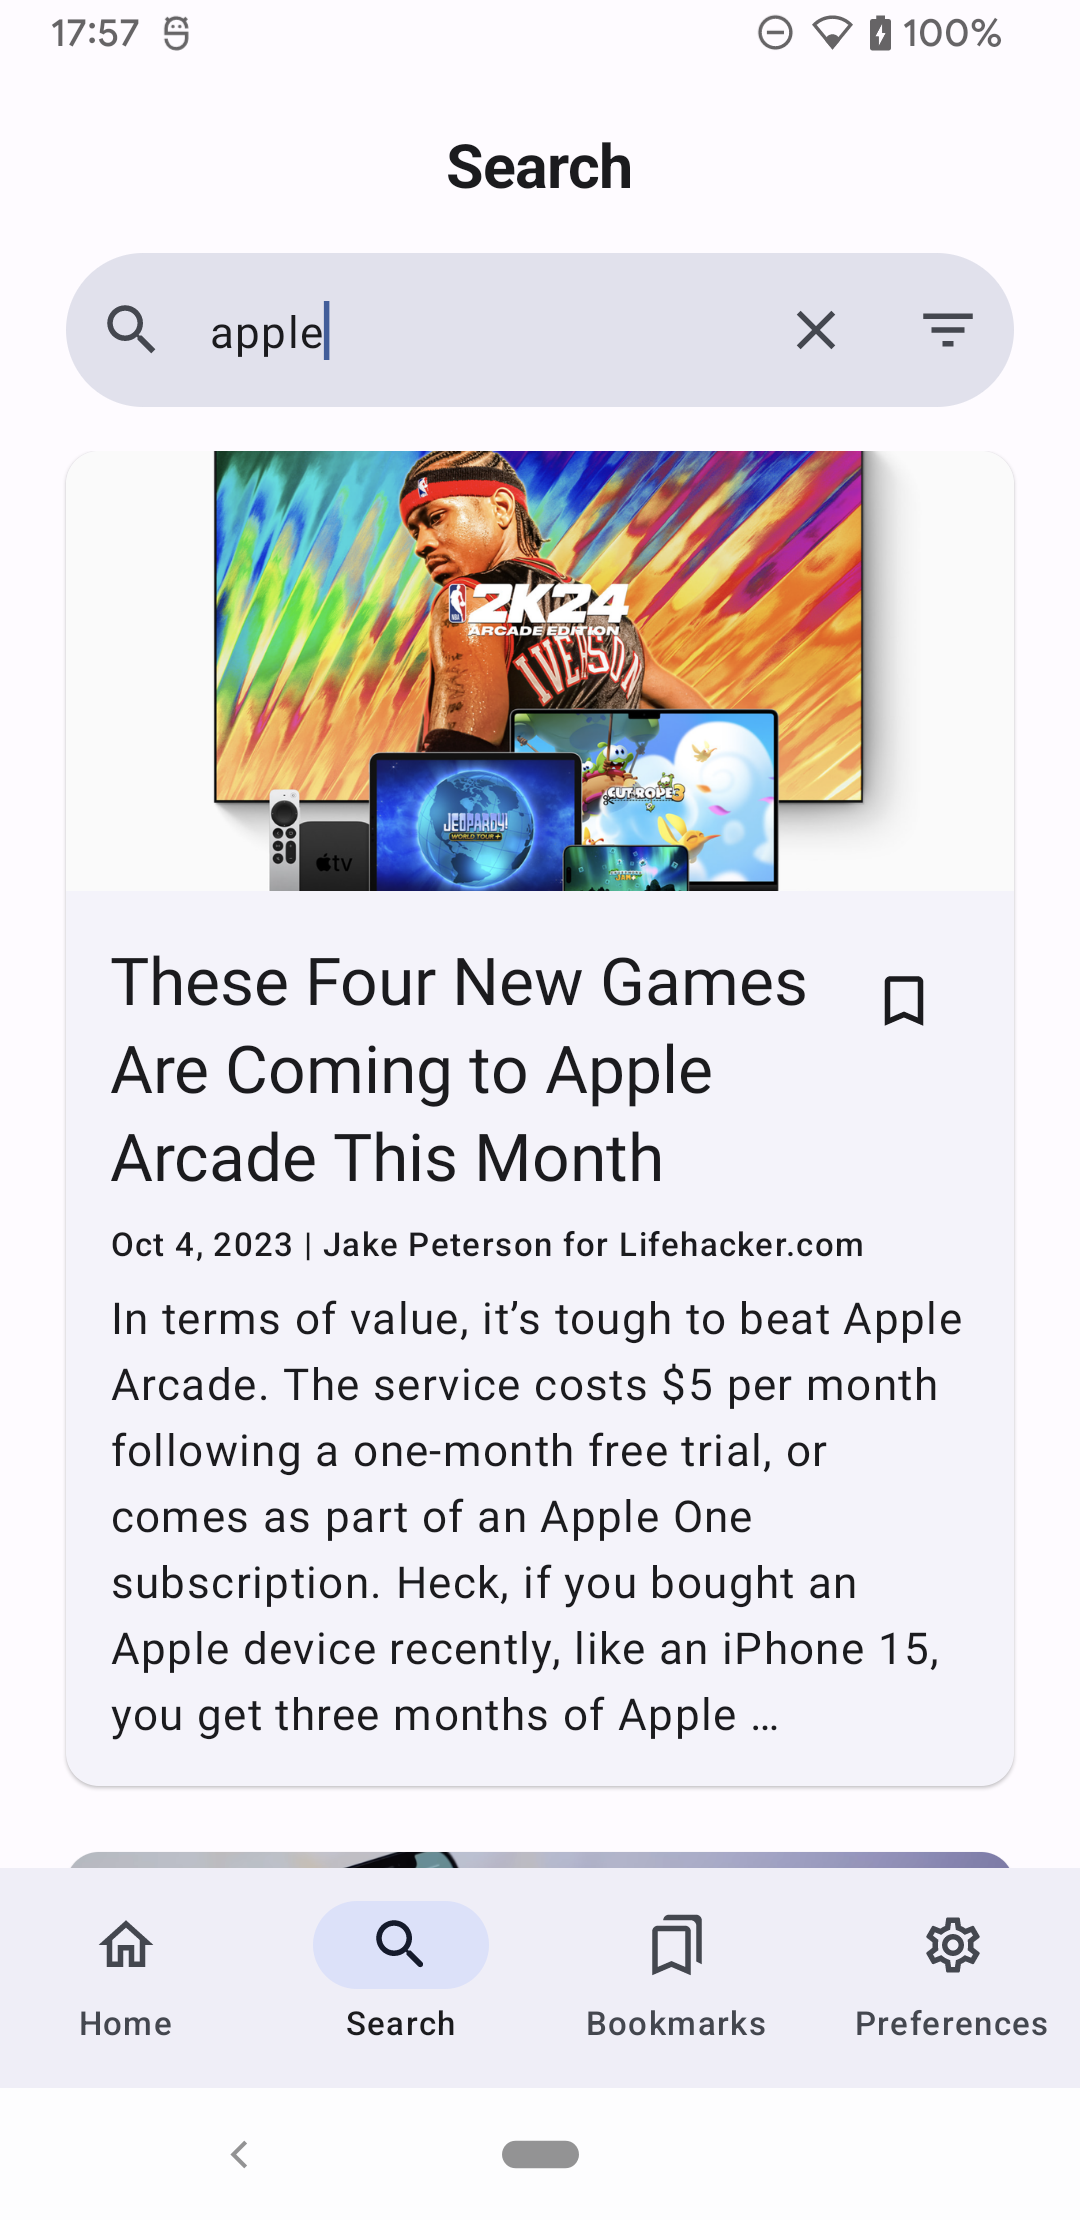 17:57
100%
Search
apple
2K24
ARCADE EDITION
IVERSON
CUT ROPE 3
JEOPARDY!
WORLD TOUR+
tv
These Four New Games
Are Coming to Apple
Arcade This Month
Oct 4, 2023 | Jake Peterson for Lifehacker.com
In terms of value, it’s tough to beat Apple
Arcade. The service costs $5 per month
following a one-month free trial, or
comes as part of an Apple One
subscription. Heck, if you bought an
Apple device recently, like an iPhone 15,
you get three months of Apple …
Home
Search
Bookmarks
Preferences